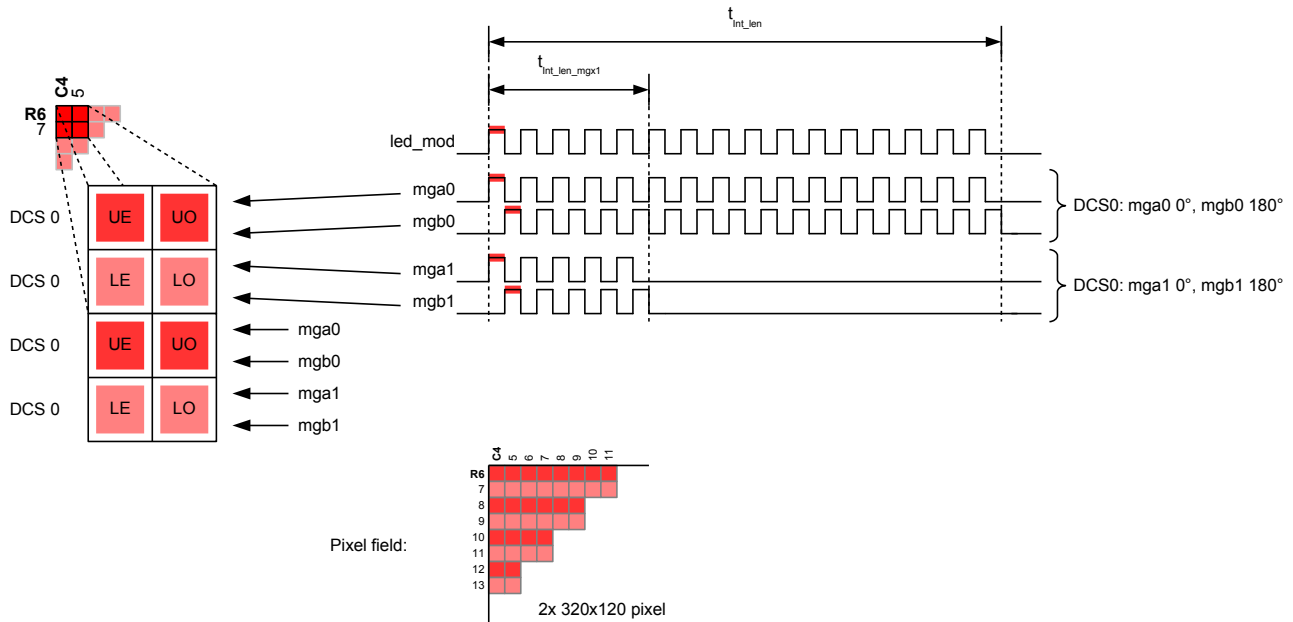 t Int_len
t Int_len_mgx1
C4
5
R6
7
led_mod
DCS 0
UE UO
mga0
mgb0
DCS0: mga0 0°, mgb0 180°
DCS 0
LE LO
mga1
mgb1
DCS0: mga1 0°, mgb1 180°
DCS 0
UE UO
mga0
mgb0
DCS 0
LE LO
mga1
mgb1
C4 5 6 7 8 9 10 11
R6
7
8
9
10
11
12
13
Pixel field:
2x 320x120 pixel